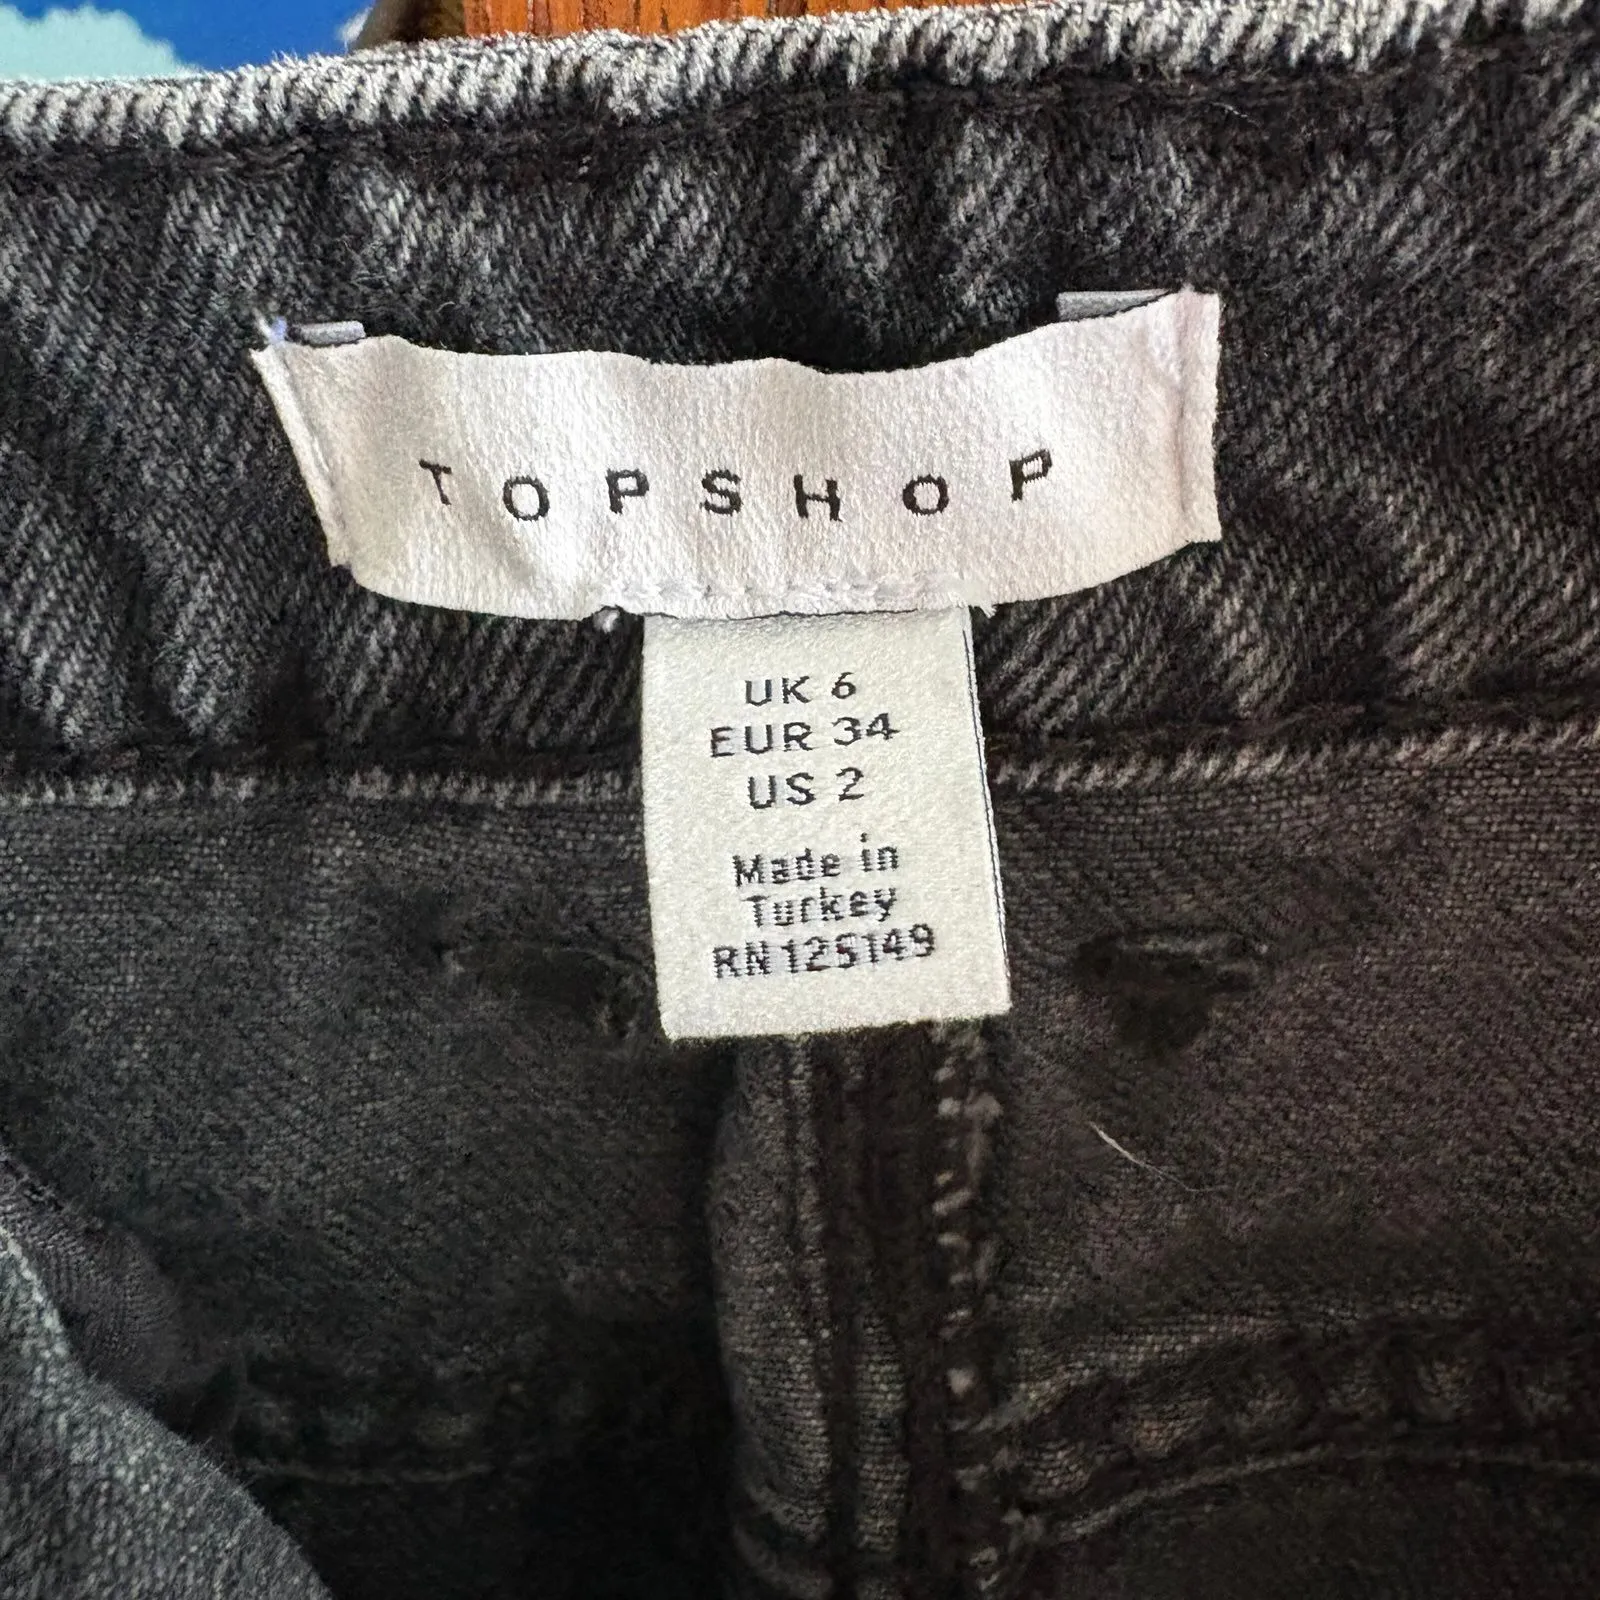 TOPSHOP
UK 6
EUR 34
US 2
Made in
Turkey
RN 125149